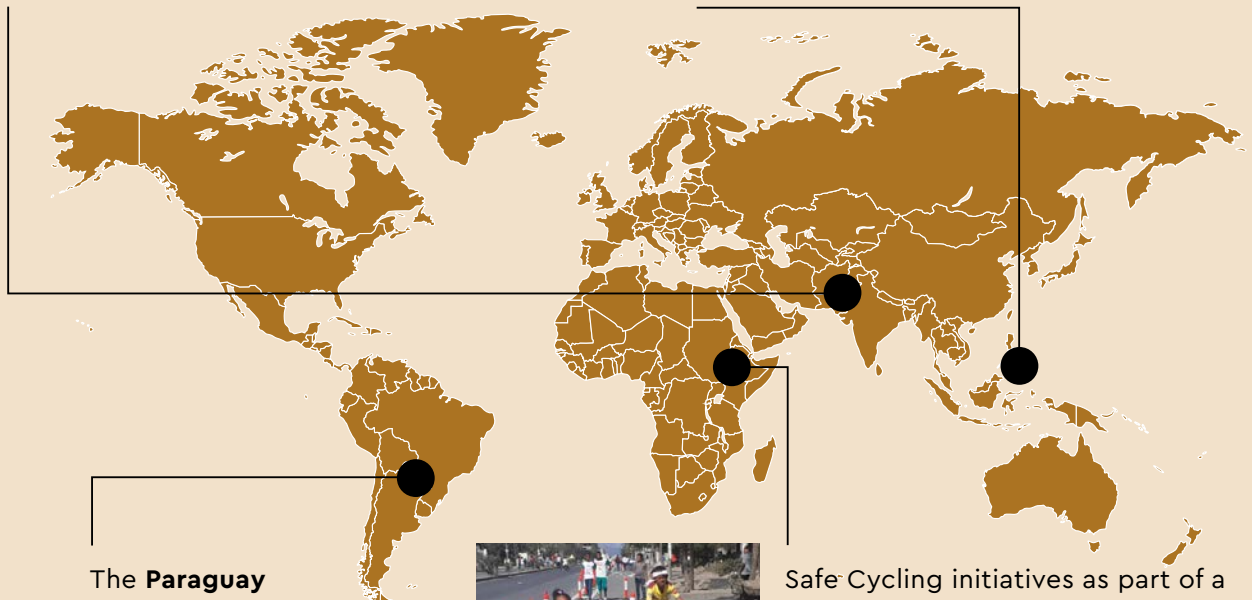 The Paraguay
Safe Cycling initiatives as part of a